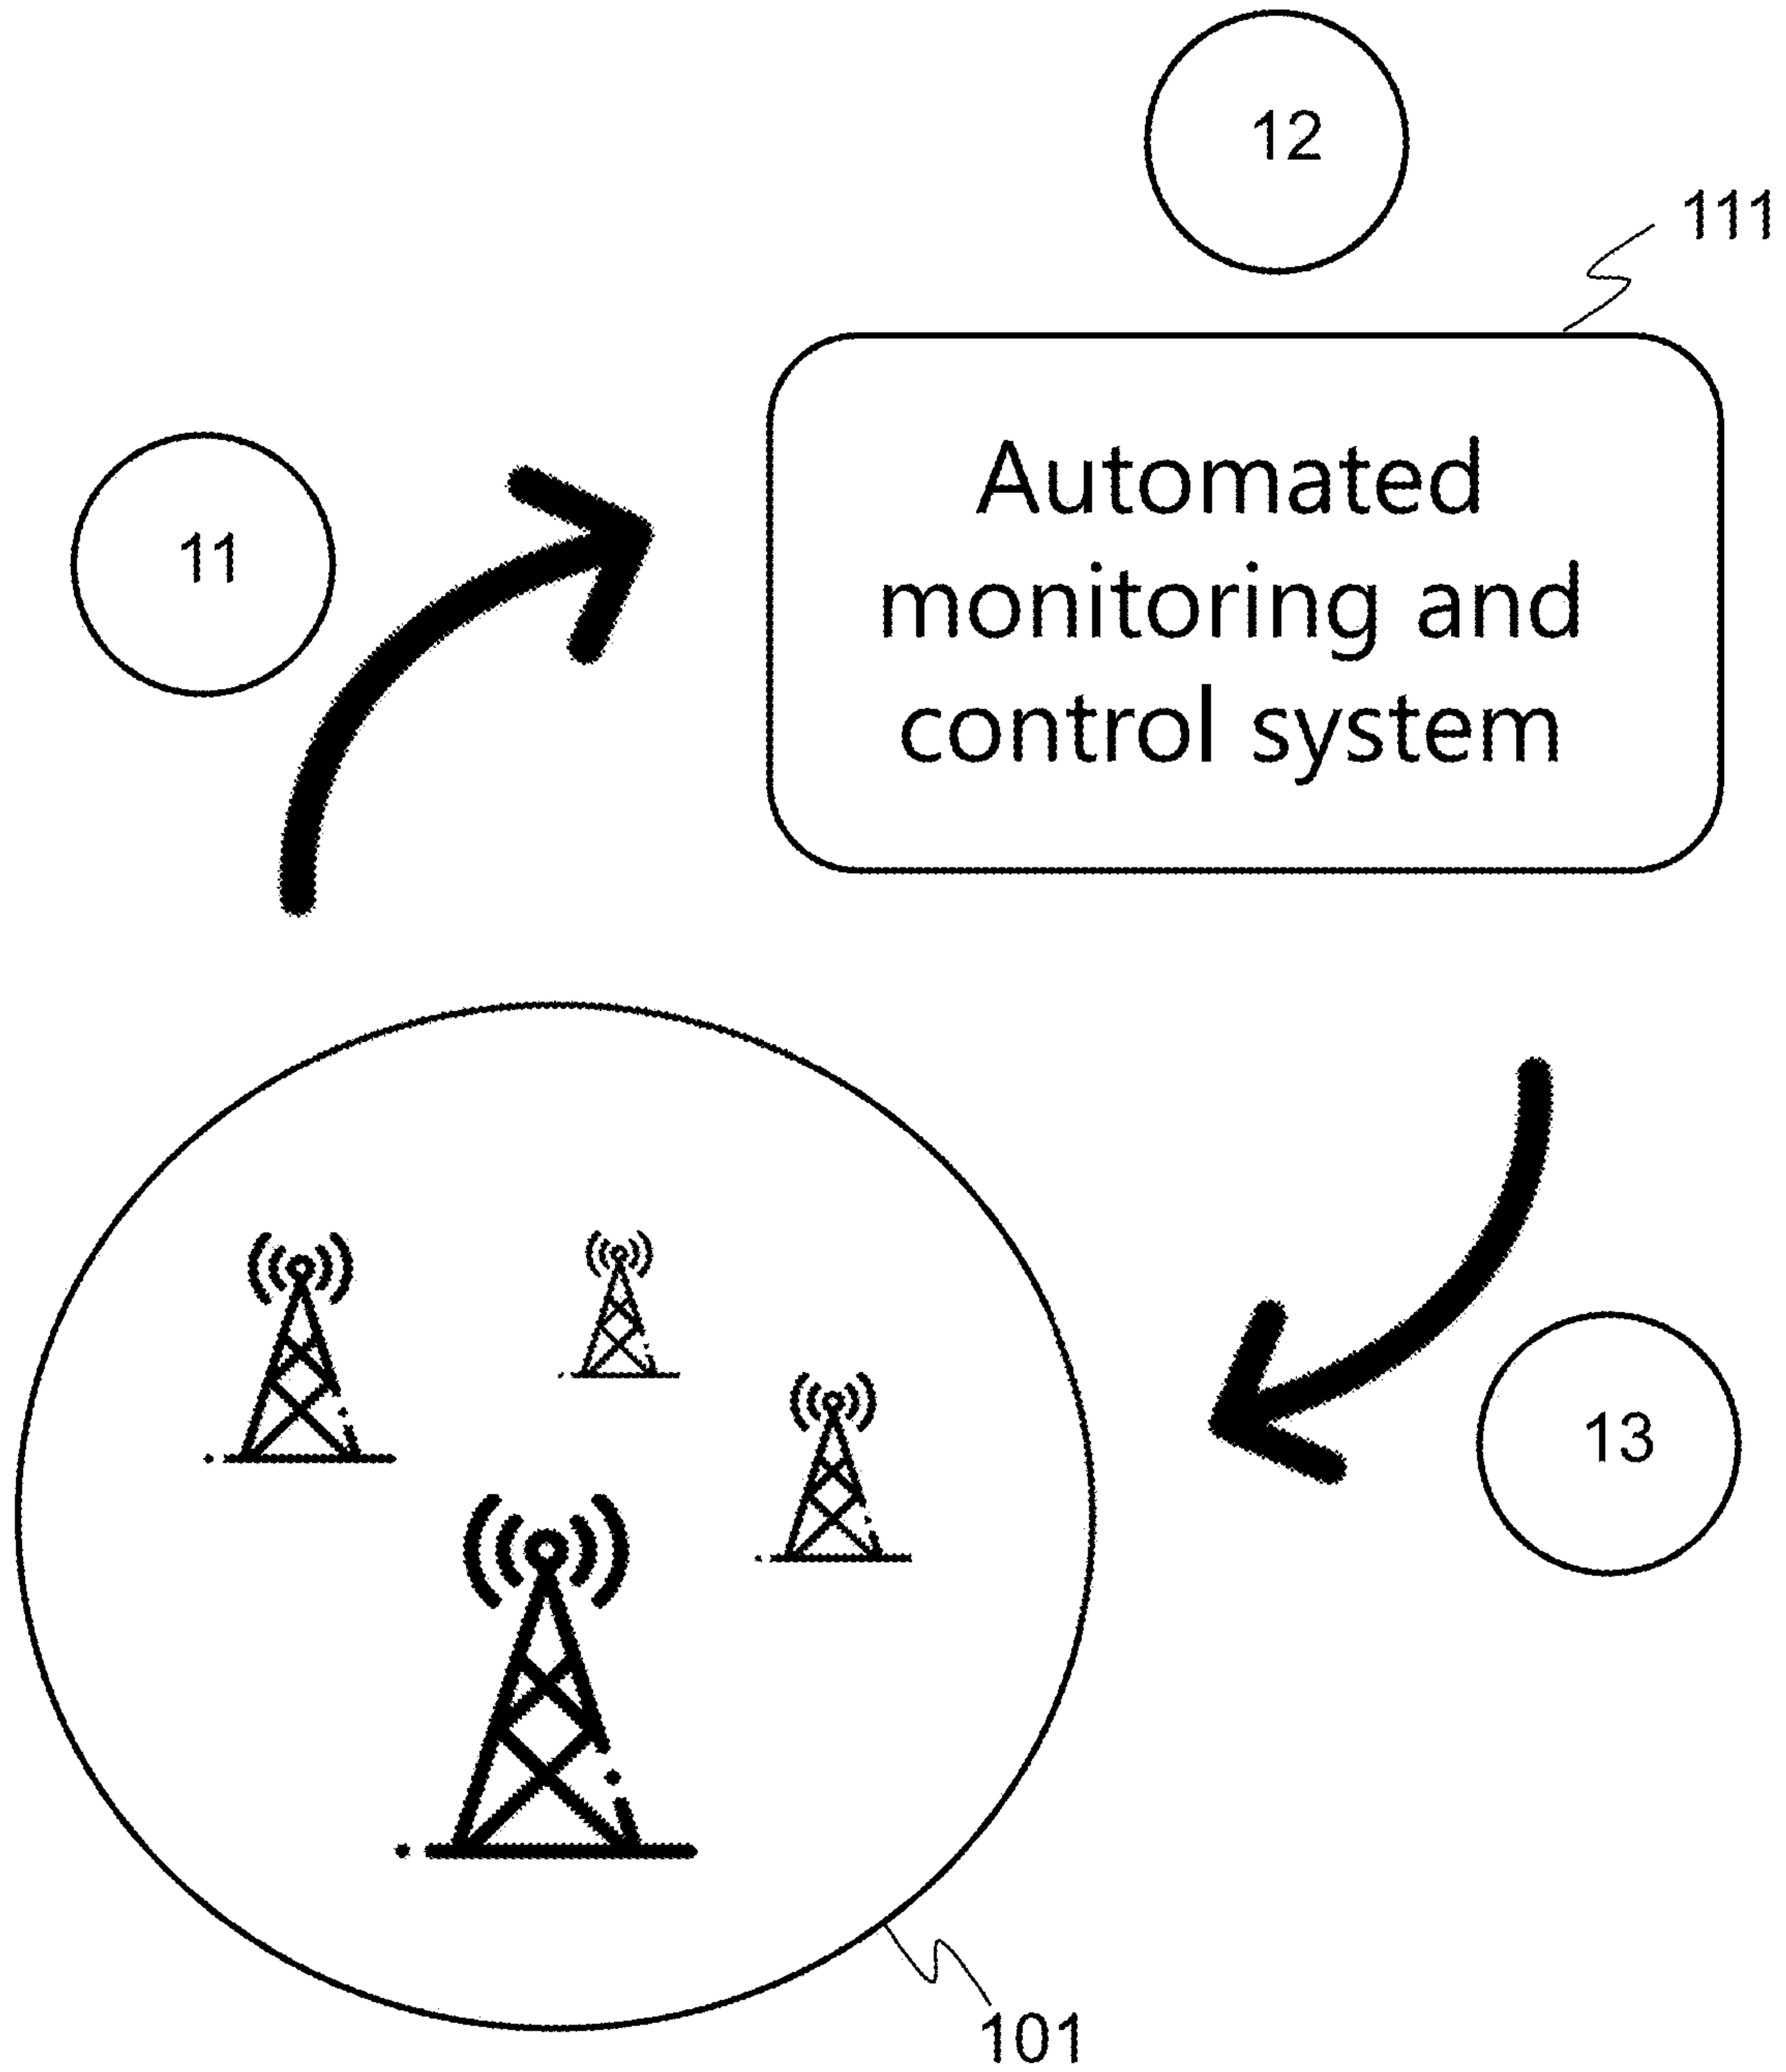 12
111
11
Automated
monitoring and
control system
13
101